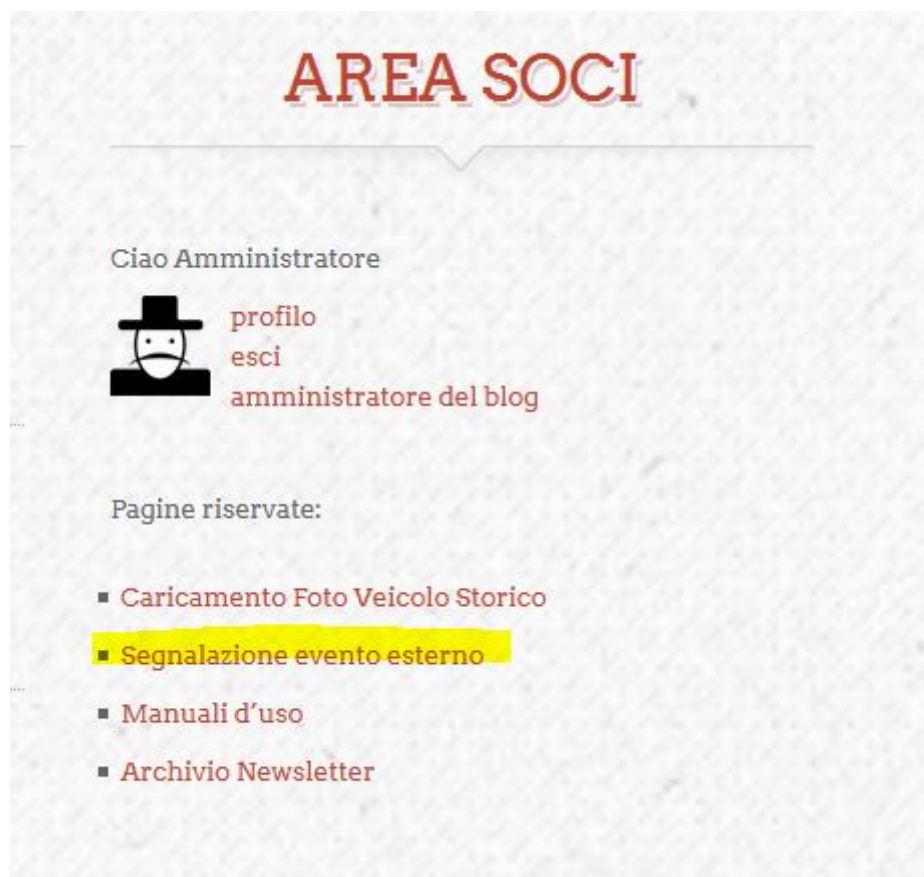 AREA SOCI
Ciao Amministratore
profilo
esci
amministratore del blog
Pagine riservate:
Caricamento Foto Veicolo Storico
Segnalazione evento esterno
Manuali d’uso
Archivio Newsletter